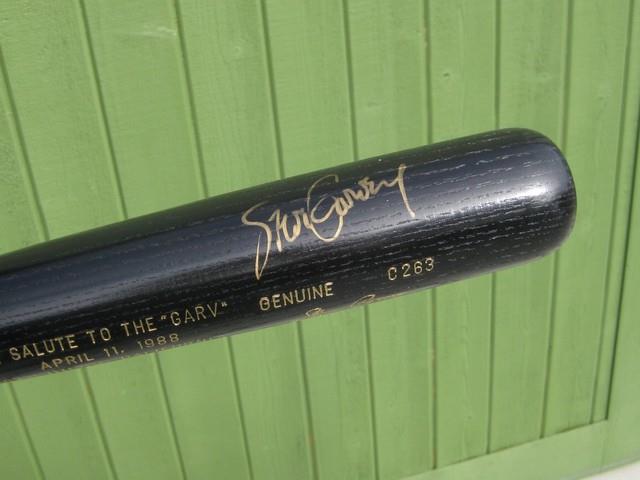 Steve Garvey
SALUTE TO THE "GARV" GENUINE C263
APRIL 11, 1988